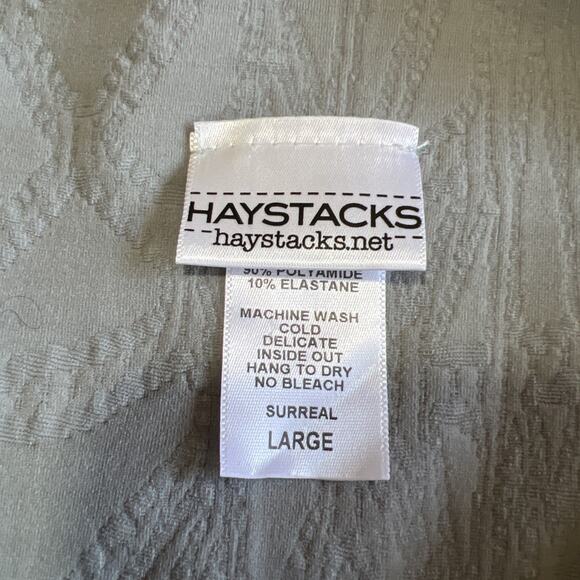 HAYSTACKS
haystacks.net
90% POLYAMIDE
10% ELASTANE
MACHINE WASH
COLD
DELICATE
INSIDE OUT
HANG TO DRY
NO BLEACH
SURREAL
LARGE